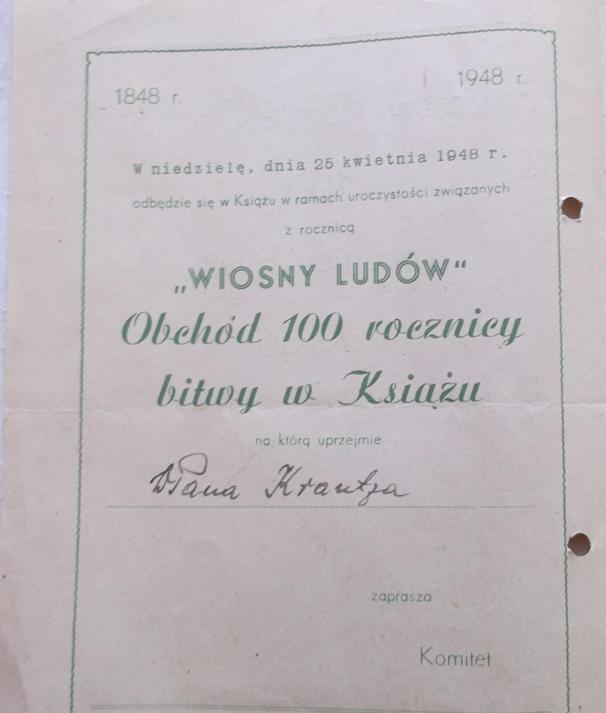 1848 r.
1948 r.
W niedzielę, dnia 25 kwietnia 1948 r.
odbędzie się w Książu w ramach uroczystości związanych
z rocznicą
„WIOSNY LUDÓW“
Obchód 100 rocznicy
bitwy w Książu
na którą uprzejmie
Pana Krantza
zaprasza
Komitet